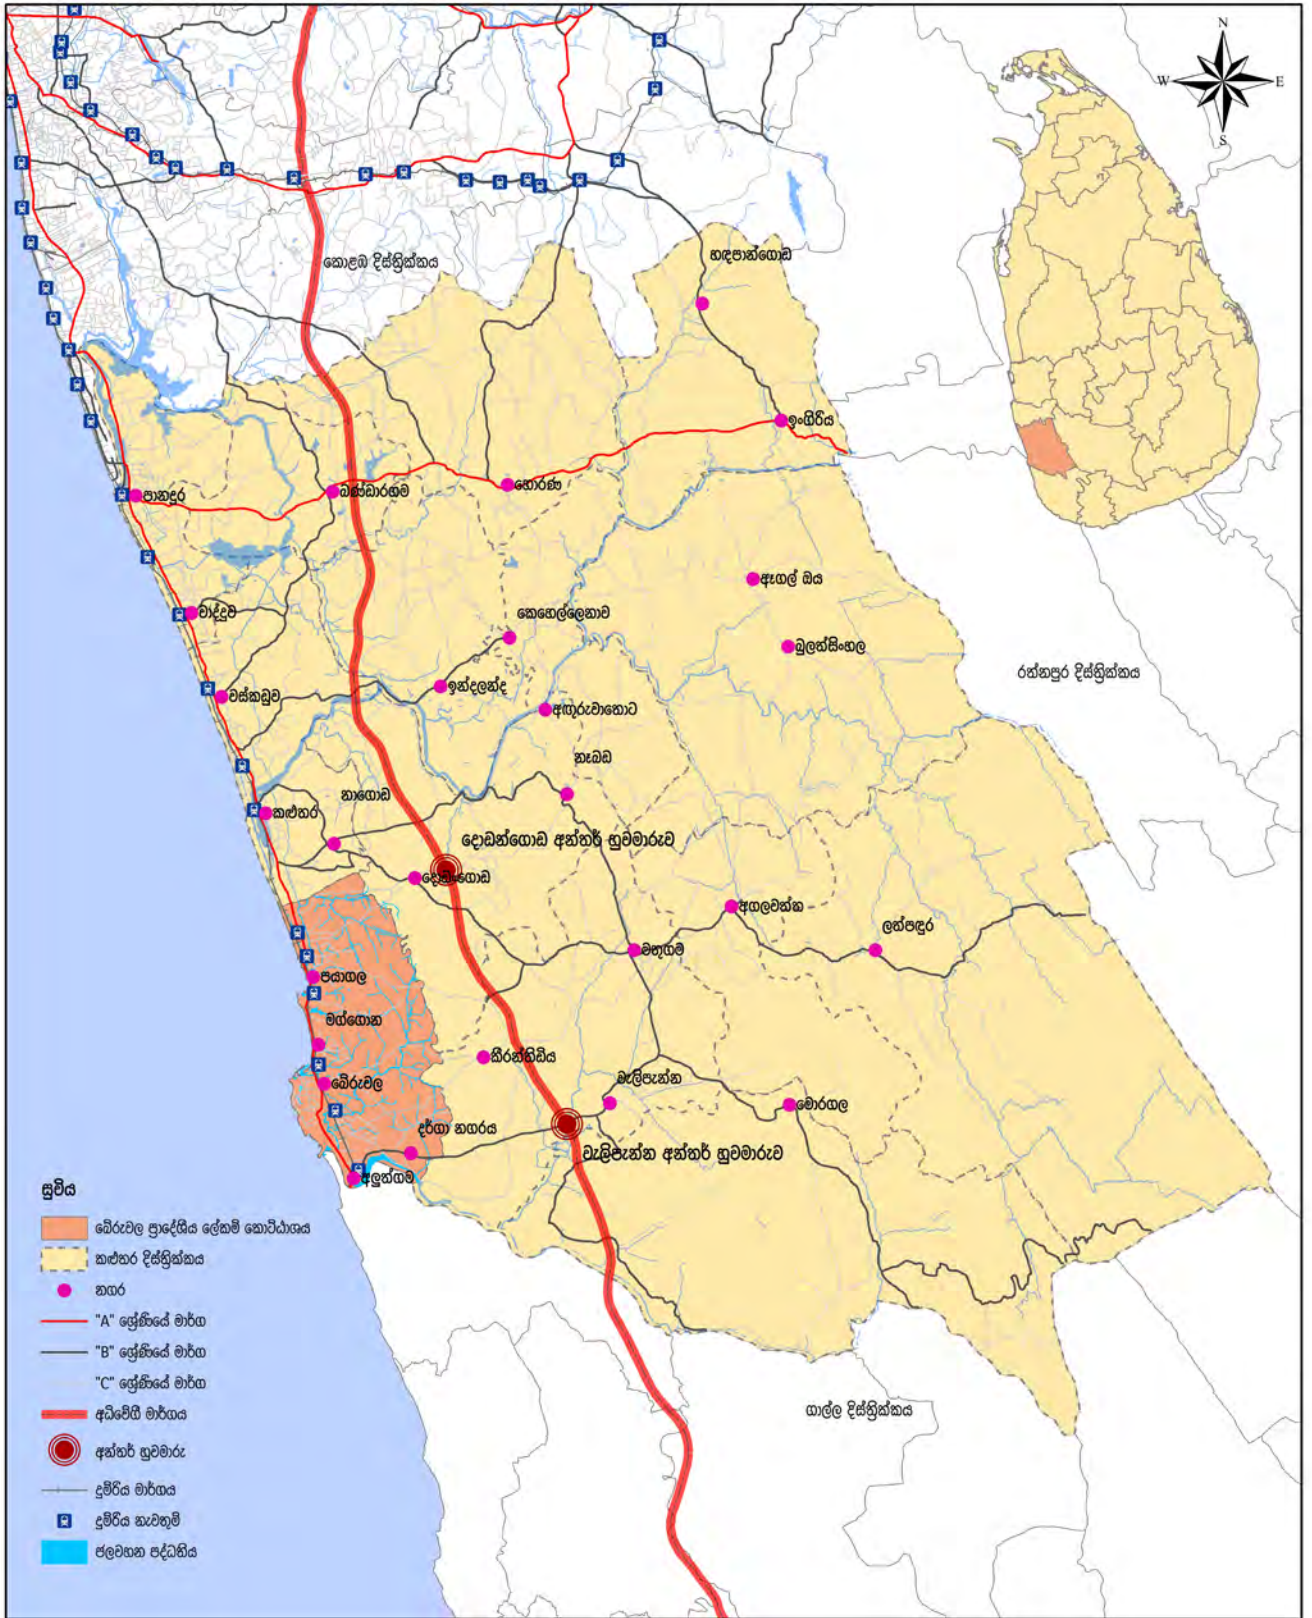 N
W
E
S
කොළඹ දිස්ත්‍රික්කය
හඳපාන්ගොඩ
ඉංගිරිය
හොරණ
බණ්ඩාරගම
පානදුර
ඈගල් ඔය
වාද්දුව
කෙහෙල්ලෙනාව
බුලත්සිංහල
රත්නපුර දිස්ත්‍රික්කය
ඉන්දලන්ද
වස්කඩුව
අඟුරුවාතොට
නෑබඩ
නාගොඩ
කළුතර
දොඩන්ගොඩ අන්තර් හුවමාරුව
දොඩංගොඩ
අගලවත්ත
ලත්පඳුර
මතුගම
පයාගල
මග්ගොන
කීරන්තිඩිය
බේරුවල
වැලිපැන්න
මොරගල
දර්ගා නගරය
වැලිපැන්න අන්තර් හුවමාරුව
අලුත්ගම
සුචිය
බේරුවල ප්‍රාදේශීය ලේකම් කොට්ඨාශය
කළුතර දිස්ත්‍රික්කය
නගර
"A" ශ්‍රේණියේ මාර්ග
"B" ශ්‍රේණියේ මාර්ග
"C" ශ්‍රේණියේ මාර්ග
අධිවේගී මාර්ගය
ගාල්ල දිස්ත්‍රික්කය
අන්තර් හුවමාරු
දුම්රිය මාර්ගය
දුම්රිය නැවතුම්
ජලවහන පද්ධතිය